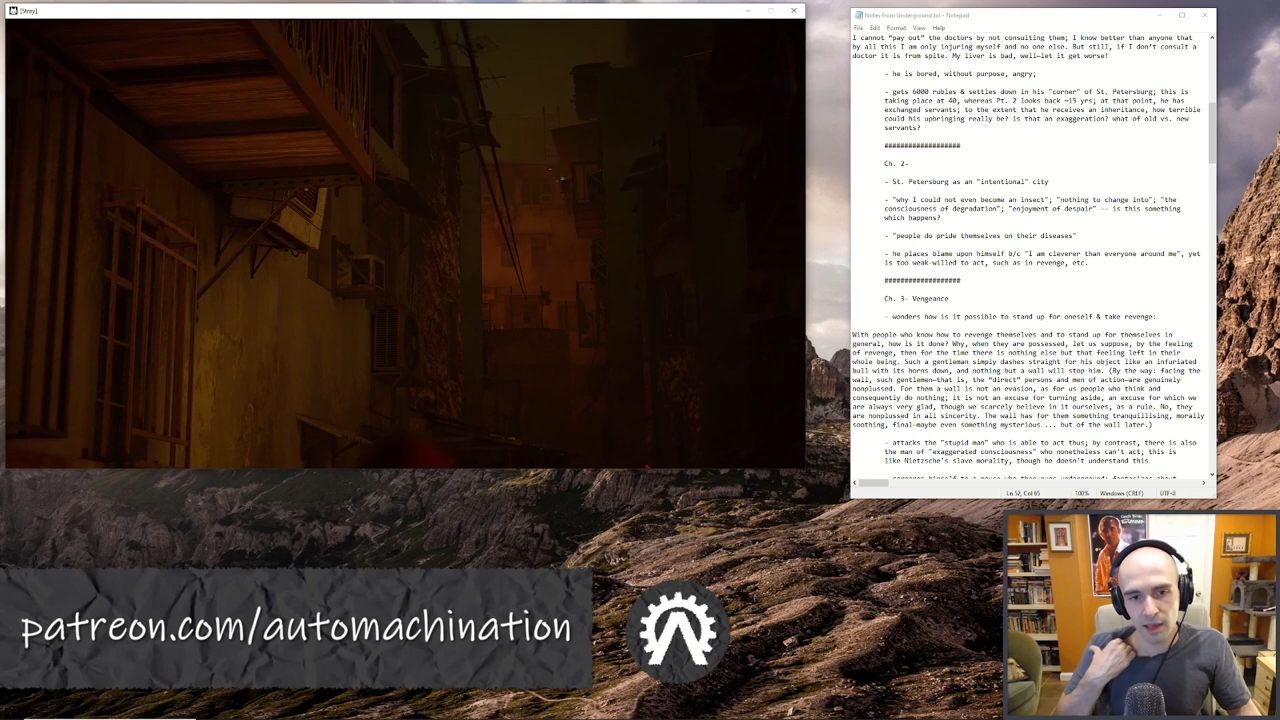 [Stray]
Notes from Underground.txt - Notepad
File Edit Format View Help
I cannot "pay out" the doctors by not consulting them; I know better than anyone that
by all this I am only injuring myself and no one else. But still, if I don't consult a
doctor it is from spite. My liver is bad, well—let it get worse!
- he is bored, without purpose, angry;
- gets 6000 rubles & settles down in his "corner" of St. Petersburg; this is
taking place at 40, whereas Pt. 2 looks back ~15 yrs; at that point, he has
exchanged servants; to the extent that he receives an inheritance, how terrible
could his upbringing really be? is that an exaggeration? what of old vs. new
servants?
##################
Ch. 2-
- St. Petersburg as an "intentional" city
- "why I could not even become an insect"; "nothing to change into"; "the
consciousness of degradation"; "enjoyment of despair" -- is this something
which happens?
- "people do pride themselves on their diseases"
- he places blame upon himself b/c "I am cleverer than everyone around me", yet
is too weak-willed to act, such as in revenge, etc.
##################
Ch. 3- Vengeance
- wonders how is it possible to stand up for oneself & take revenge:
With people who know how to revenge themselves and to stand up for themselves in
general, how is it done? Why, when they are possessed, let us suppose, by the feeling
of revenge, then for the time there is nothing else but that feeling left in their
whole being. Such a gentleman simply dashes straight for his object like an infuriated
bull with its horns down, and nothing but a wall will stop him. (By the way: facing the
wall, such gentlemen—that is, the "direct" persons and men of action—are genuinely
nonplussed. For them a wall is not an evasion, as for us people who think and
consequently do nothing; it is not an excuse for turning aside, an excuse for which we
are always very glad, though we scarcely believe in it ourselves, as a rule. No, they
are nonplussed in all sincerity. The wall has for them something tranquillising, morally
soothing, final—maybe even something mysterious ... but of the wall later.)
- attacks the "stupid man" who is able to act thus; by contrast, there is also
the man of "exaggerated consciousness" who nonetheless can't act; this is
like Nietzsche's slave morality, though he doesn't understand this
Ln 52, Col 65 100% Windows (CRLF) UTF-8
patreon.com/automachination